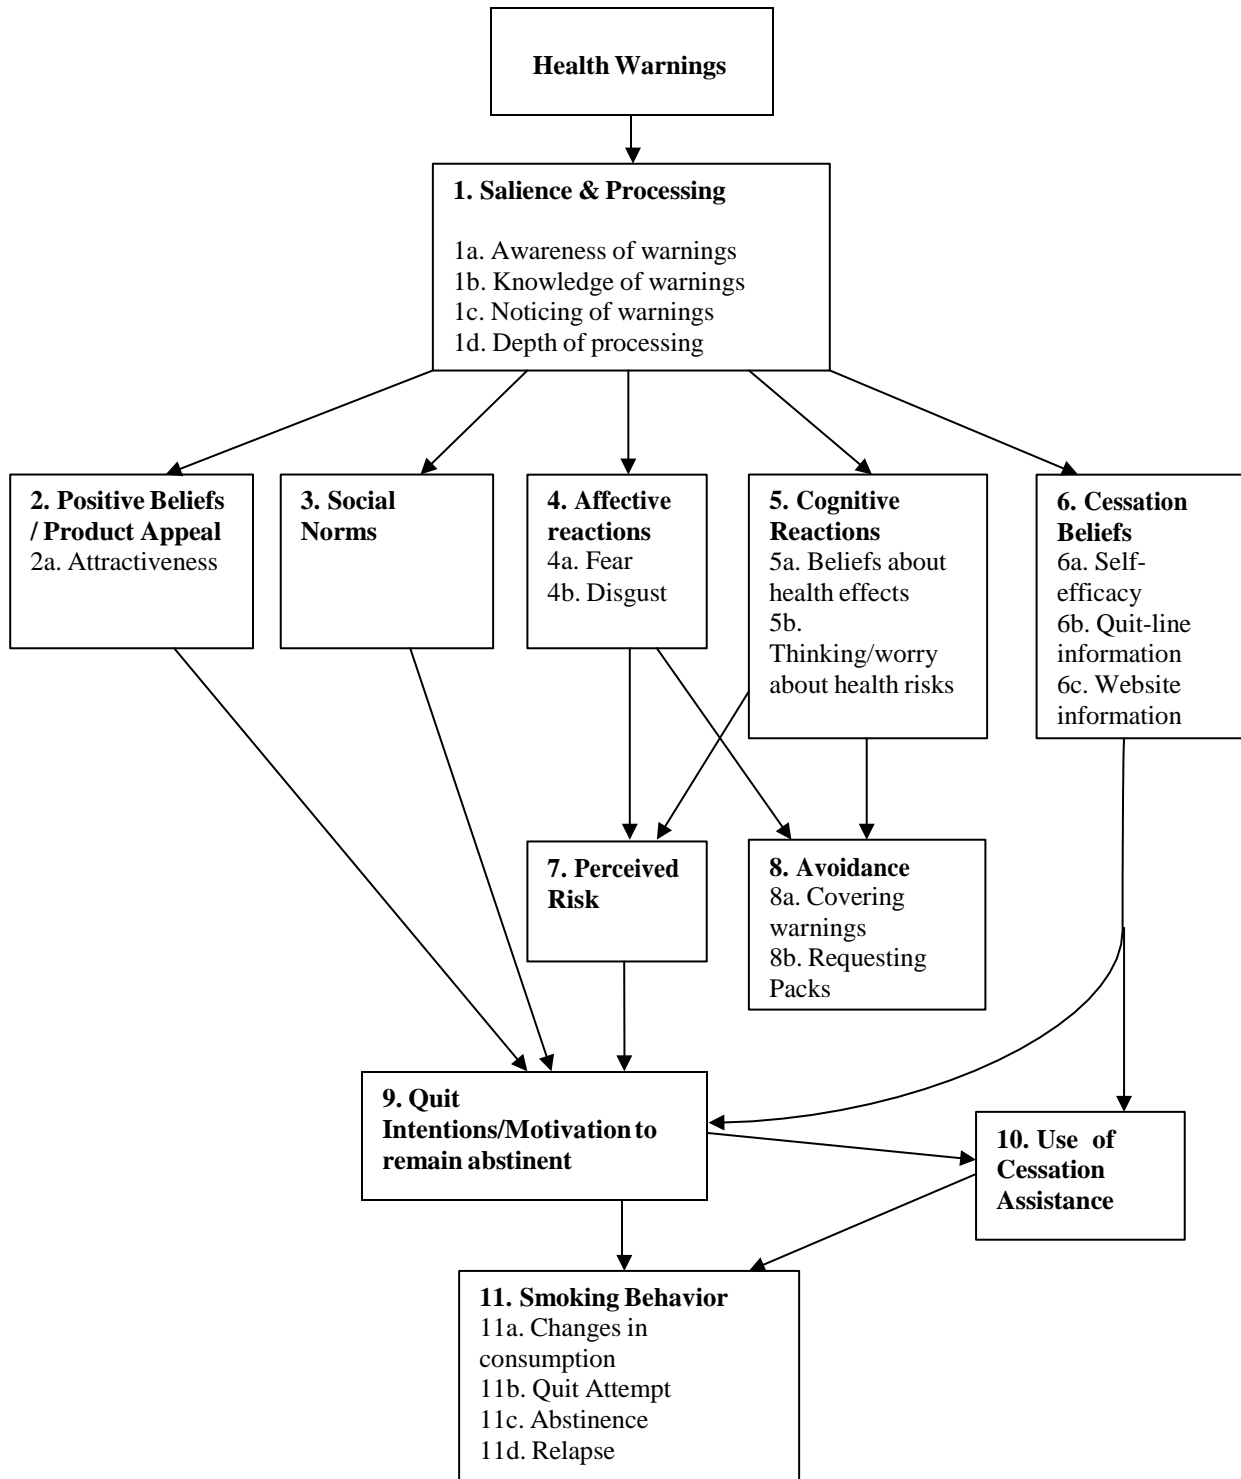 Health Warnings
1. Salience & Processing
1a. Awareness of warnings
1b. Knowledge of warnings
1c. Noticing of warnings
1d. Depth of processing
2. Positive Beliefs
/ Product Appeal
2a. Attractiveness
3. Social
Norms
4. Affective
reactions
4a. Fear
4b. Disgust
5. Cognitive
Reactions
5a. Beliefs about
health effects
5b.
Thinking/worry
about health risks
6. Cessation
Beliefs
6a. Self-
efficacy
6b. Quit-line
information
6c. Website
information
7. Perceived
Risk
8. Avoidance
8a. Covering
warnings
8b. Requesting
Packs
9. Quit
Intentions/Motivation to
remain abstinent
10. Use of
Cessation
Assistance
11. Smoking Behavior
11a. Changes in
consumption
11b. Quit Attempt
11c. Abstinence
11d. Relapse